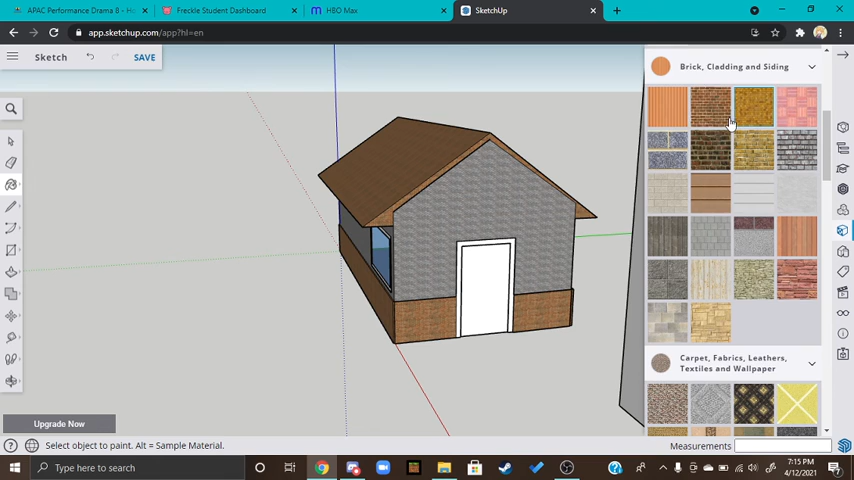 APAC Performance Drama 8 - Ho
Freckle Student Dashboard
HBO Max
SketchUp
app.sketchup.com/app?hl=en
Sketch
SAVE
Brick, Cladding and Siding
Carpet, Fabrics, Leathers,
Textiles and Wallpaper
Upgrade Now
Select object to paint. Alt = Sample Material.
Measurements
Type here to search
7:15 PM
4/12/2021